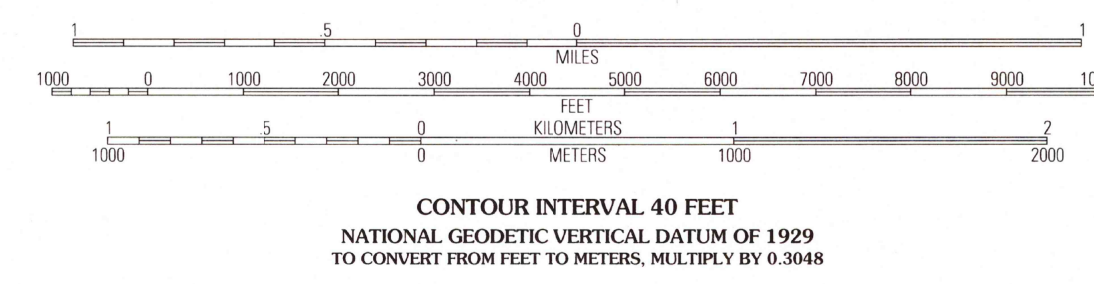 1 .5 0 1
MILES
1000 0 1000 2000 3000 4000 5000 6000 7000 8000 9000 10
FEET
1 .5 0 KILOMETERS 1 2
1000 0 METERS 1000 2000
CONTOUR INTERVAL 40 FEET
NATIONAL GEODETIC VERTICAL DATUM OF 1929
TO CONVERT FROM FEET TO METERS, MULTIPLY BY 0.3048